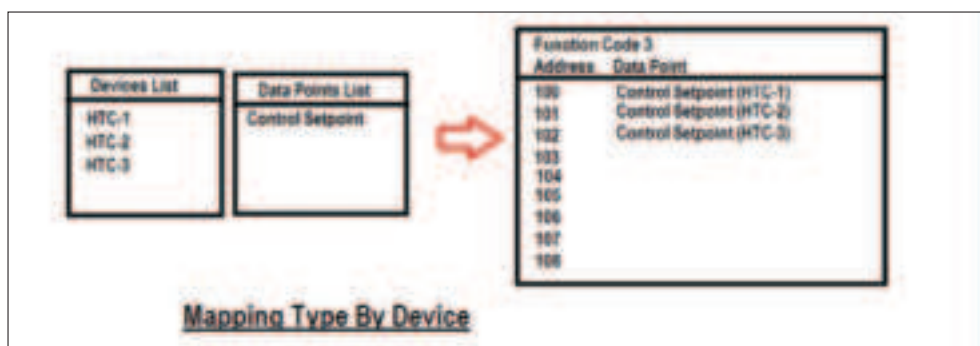 Devices List
HTC-1
HTC-2
HTC-3
Data Points List
Control Setpoint
Function Code 3
Address Data Point
100 Control Setpoint (HTC-1)
101 Control Setpoint (HTC-2)
102 Control Setpoint (HTC-3)
103
104
105
106
107
108
Mapping Type By Device